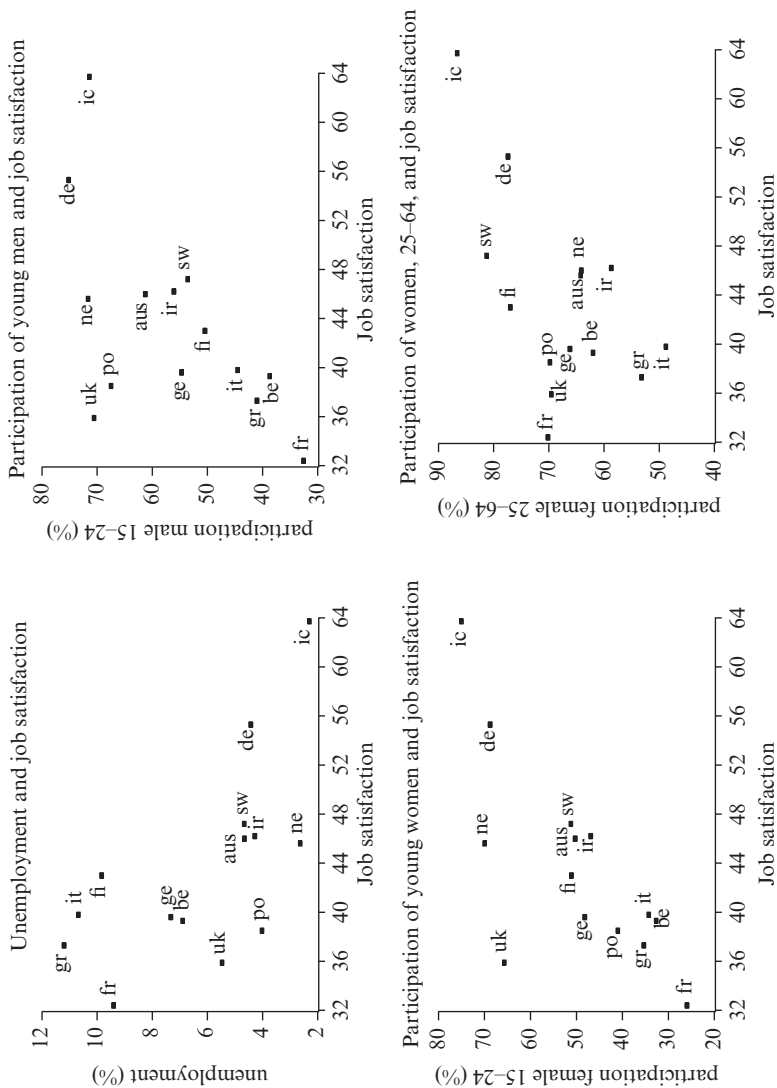 Unemployment and job satisfaction
unemployment (%)
12
10
8
6
4
2
gr
it
fi
fr
ge
be
uk
po
aus
sw
ir
ne
de
ic
32 36 40 44 48 52 56 60 64
Job satisfaction
Participation of young men and job satisfaction
participation male 15–24 (%)
80
70
60
50
40
30
de
ic
ne
uk
po
aus
ir
sw
ge
fi
it
gr
be
fr
32 36 40 44 48 52 56 60 64
Job satisfaction
Participation of young women and job satisfaction
participation female 15–24 (%)
80
70
60
50
40
30
20
ic
ne
de
uk
fi
aus
sw
ir
ge
po
gr
it
be
fr
32 36 40 44 48 52 56 60 64
Job satisfaction
Participation of women, 25–64, and job satisfaction
participation female 25–64 (%)
90
80
70
60
50
40
ic
sw
de
fi
fr
uk
po
ge
be
aus
ne
ir
gr
it
32 36 40 44 48 52 56 60 64
Job satisfaction